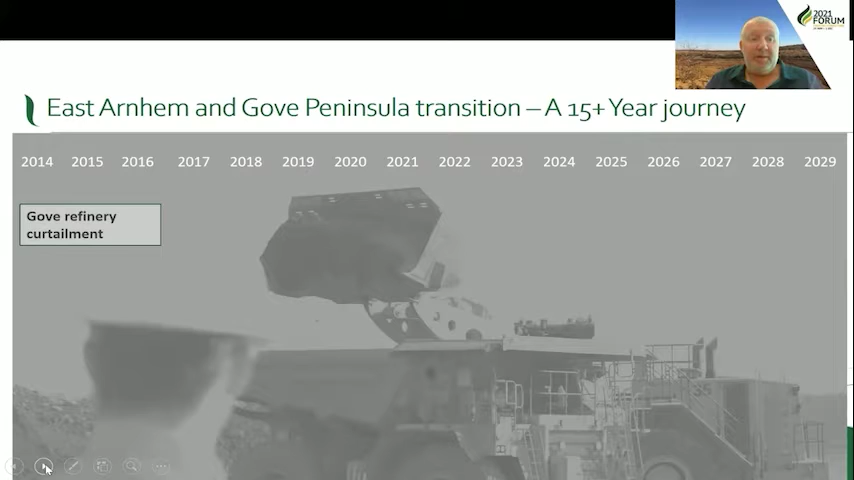 2021
FORUM
East Arnhem and Gove Peninsula transition – A 15+ Year journey
2014 2015 2016 2017 2018 2019 2020 2021 2022 2023 2024 2025 2026 2027 2028 2029
Gove refinery
curtailment
35